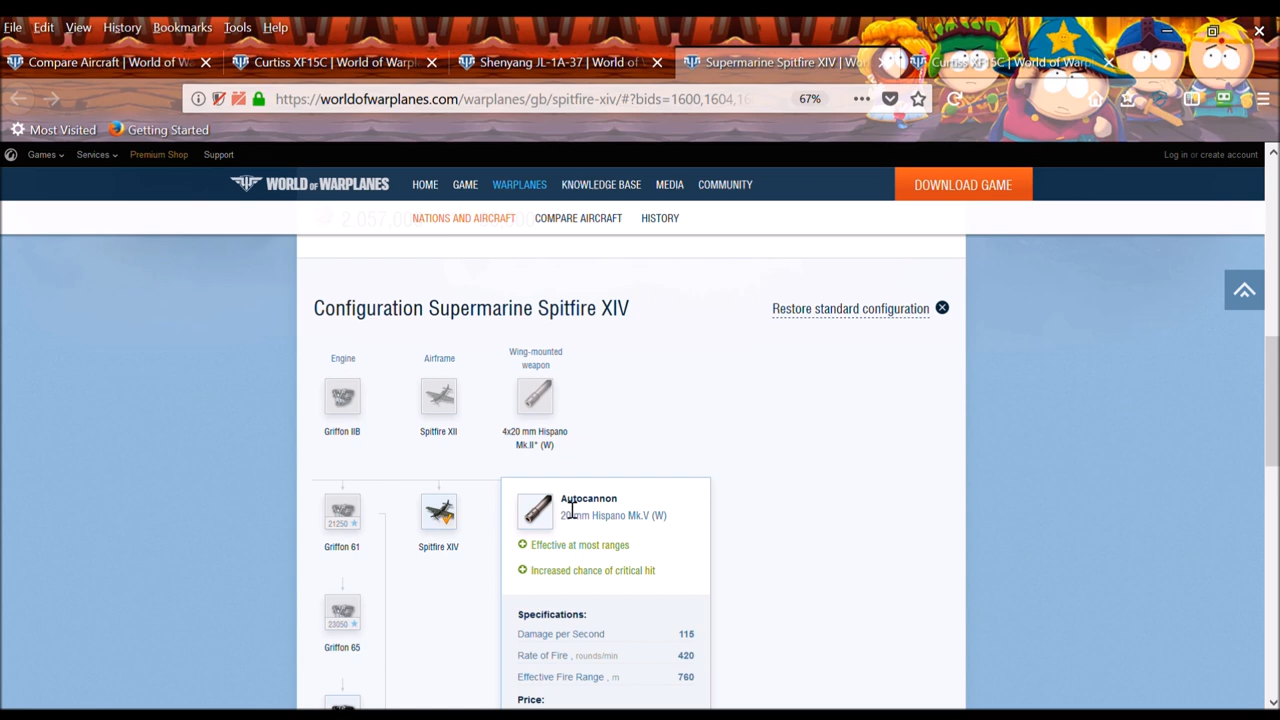 File Edit View History Bookmarks Tools Help
Compare Aircraft | World of W
Curtiss XF15C | World of Warpl
Shenyang JL-1A-37 | World of
Supermarine Spitfire XIV | Wor
Curtiss XF15C | World of Warpl
https://worldofwarplanes.com/warplanes/gb/spitfire-xiv/#?bids=1600,1604,1
67%
Most Visited Getting Started
Games Services Premium Shop Support
Log in or create account
WORLD OF WARPLANES
HOME GAME WARPLANES KNOWLEDGE BASE MEDIA COMMUNITY
DOWNLOAD GAME
NATIONS AND AIRCRAFT COMPARE AIRCRAFT HISTORY
Configuration Supermarine Spitfire XIV
Restore standard configuration
Engine
Airframe
Wing-mounted
weapon
Griffon IIB
Spitfire XII
4x20 mm Hispano
Mk.II* (W)
21250
Griffon 61
Spitfire XIV
23050
Griffon 65
Autocannon
20 mm Hispano Mk.V (W)
Effective at most ranges
Increased chance of critical hit
Specifications:
Damage per Second 115
Rate of Fire , rounds/min 420
Effective Fire Range , m 760
Price: